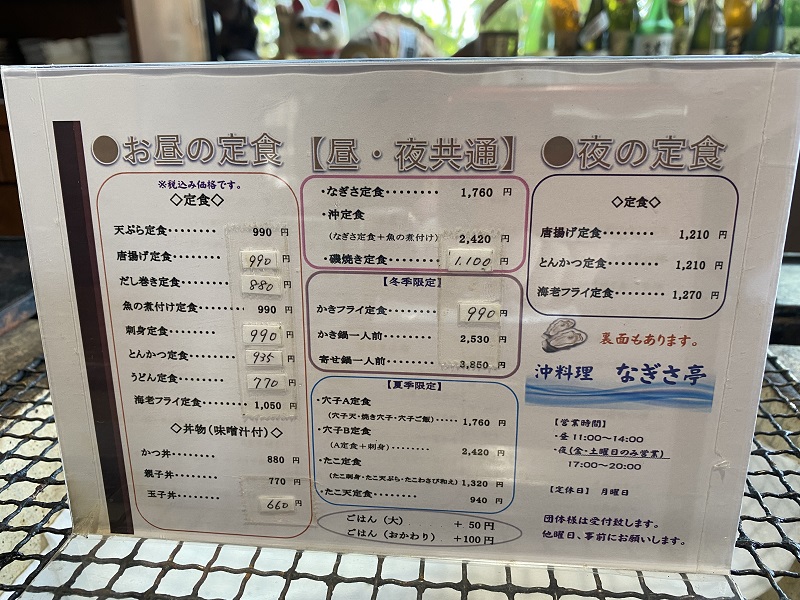 ●お昼の定食
※税込み価格です。
◇定食◇
天ぷら定食・・・・・・・・ 990 円
唐揚げ定食・・・・・・・・ 990 円
だし巻き定食・・・・・・・ 880 円
魚の煮付け定食・・・・・・ 990 円
刺身定食・・・・・・・・・ 990 円
とんかつ定食・・・・・・・ 935 円
うどん定食・・・・・・・・ 770 円
海老フライ定食・・・・・・ 1,050 円
◇丼物(味噌汁付)◇
かつ丼・・・・・・・・ 880 円
親子丼・・・・・・・・ 770 円
玉子丼・・・・・・・・ 660 円
【昼・夜共通】
・なぎさ定食・・・・・・・・ 1,760 円
・沖定食
(なぎさ定食+魚の煮付け) 2,420 円
・磯焼き定食・・・・・・・・ 1,100 円
【冬季限定】
かきフライ定食・・・・・・ 990 円
かき鍋一人前・・・・・・・ 2,530 円
寄せ鍋一人前・・・・・・・ 3,850 円
【夏季限定】
・穴子A定食
(穴子天・焼き穴子・穴子ご飯)・・・・・ 1,760 円
・穴子B定食
(A定食+刺身)・・・・・・・・ 2,420 円
・たこ定食
(たこ刺身・たこ天ぷら・たこわさび和え) 1,320 円
・たこ天定食・・・・・・・・ 940 円
ごはん(大) + 50 円
ごはん(おかわり) +100 円
●夜の定食
◇定食◇
唐揚げ定食・・・・・・・・ 1,210 円
とんかつ定食・・・・・・・ 1,210 円
海老フライ定食・・・・・・ 1,270 円
裏面もあります。
沖料理 なぎさ亭
【営業時間】
・昼 11:00~14:00
・夜(金・土曜日のみ営業)
17:00~20:00
【定休日】 月曜日
団体様は受付致します。
他曜日、事前にお願いします。